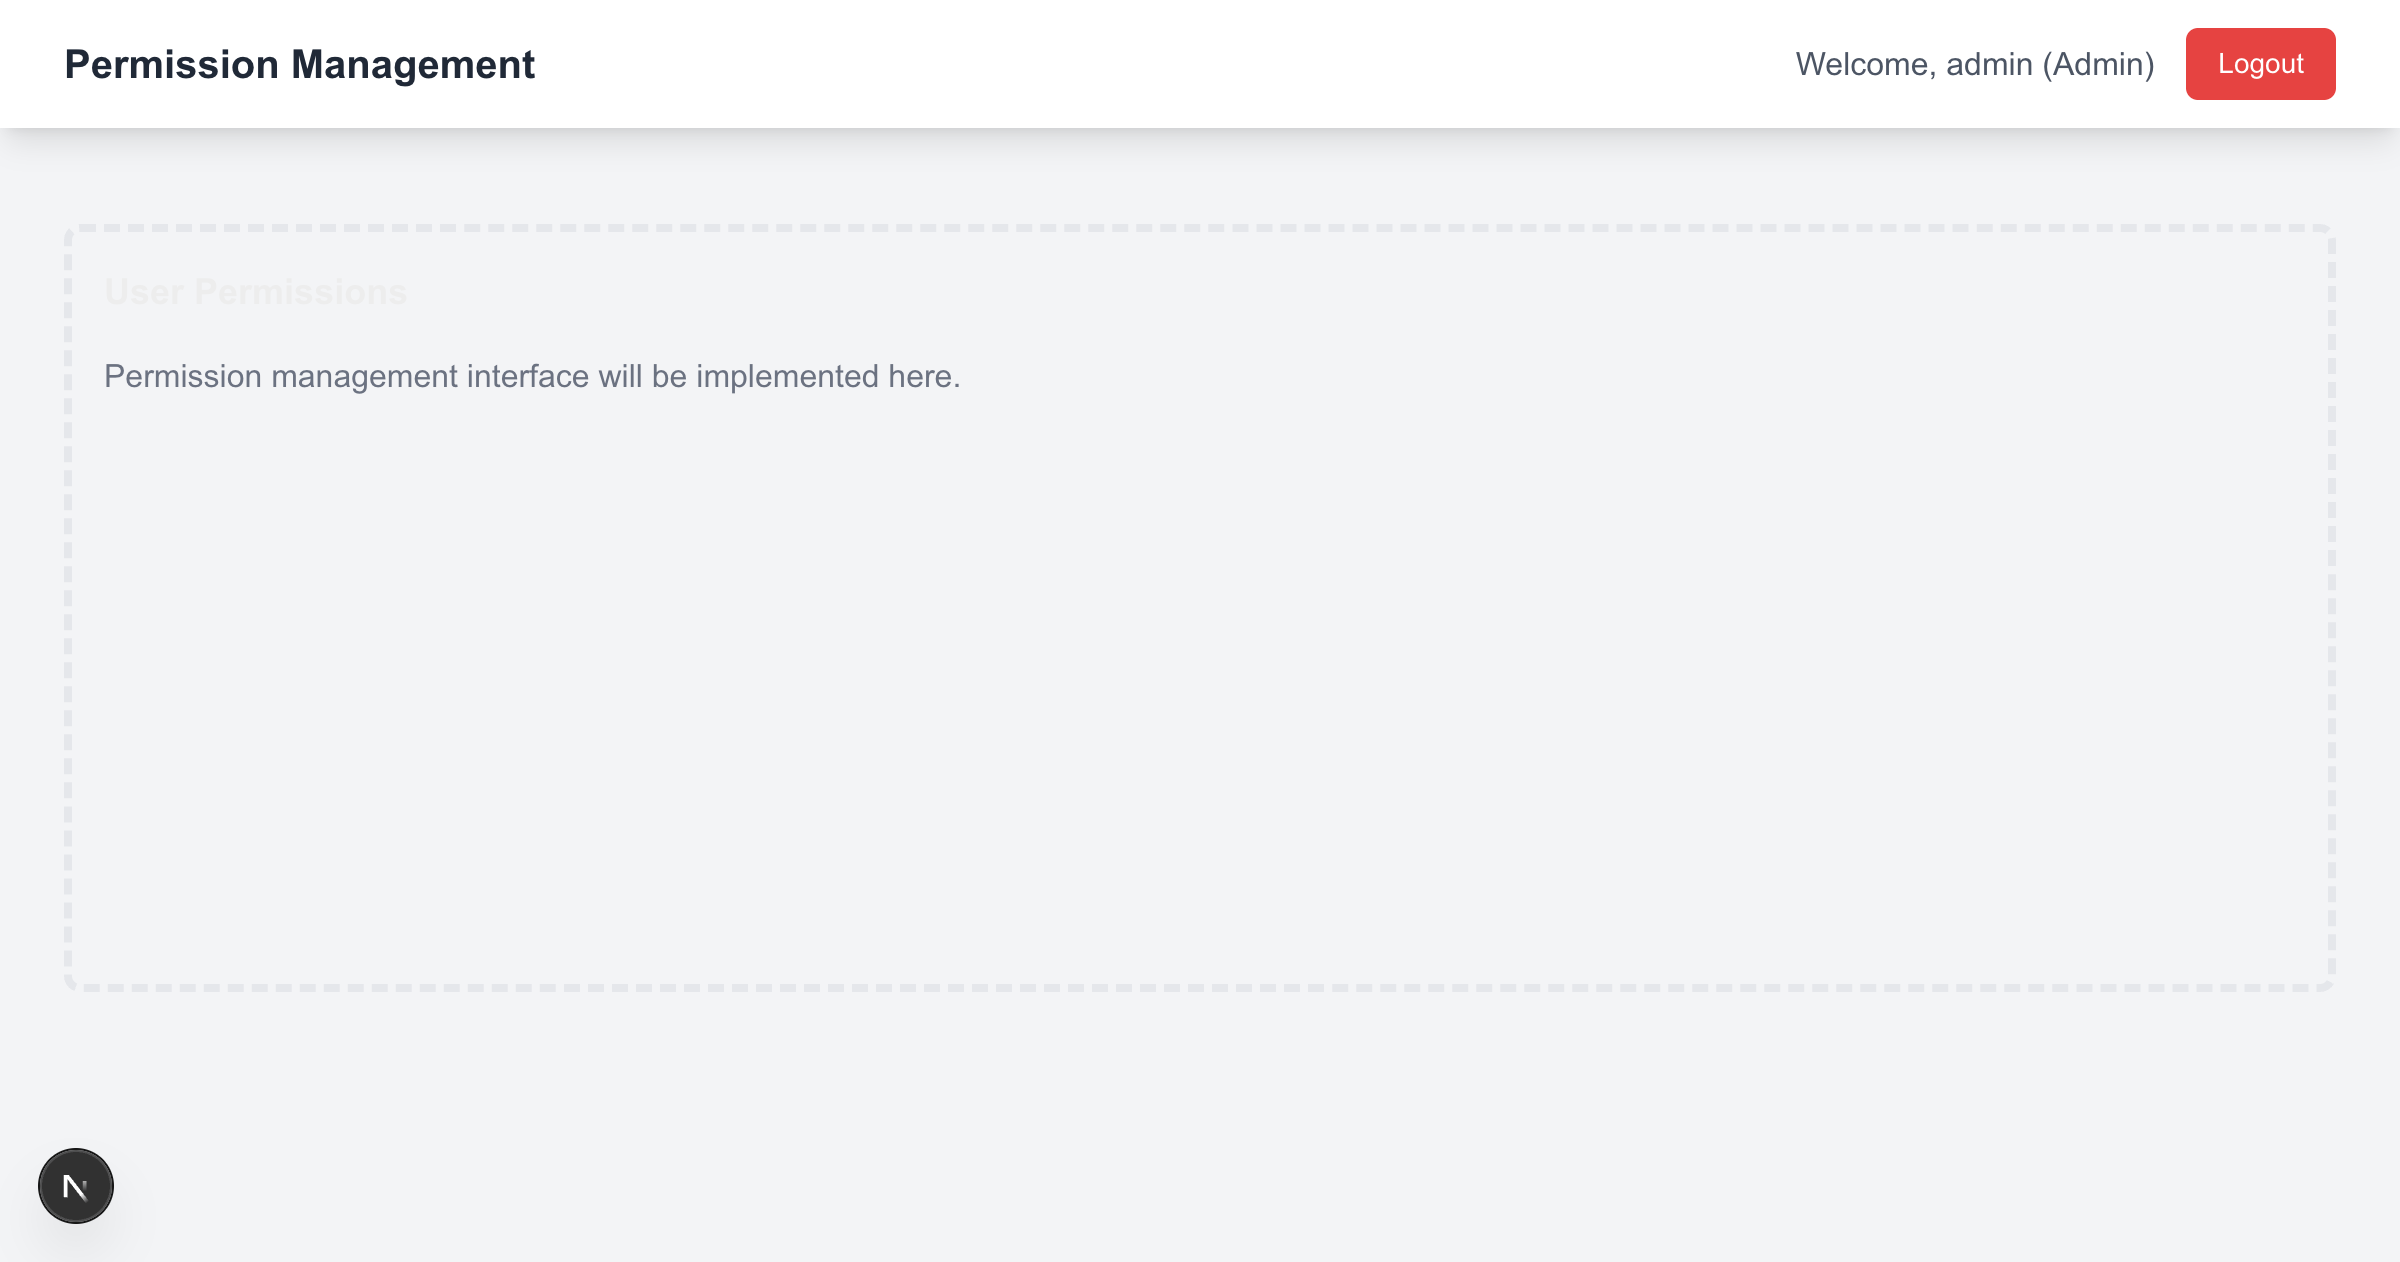 Permission Management
Welcome, admin (Admin)
Logout
User Permissions
Permission management interface will be implemented here.
N